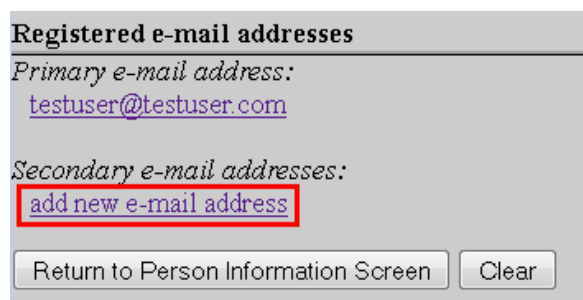 Registered e-mail addresses
Primary e-mail address:
testuser@testuser.com
Secondary e-mail addresses:
add new e-mail address
Return to Person Information Screen Clear